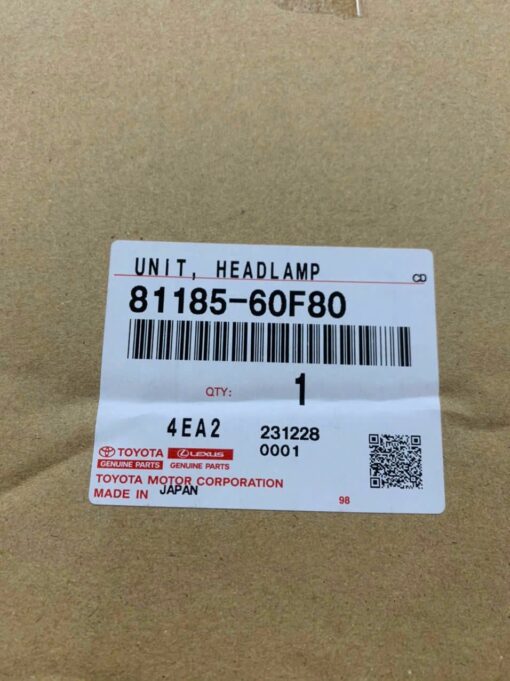 UNIT, HEADLAMP
CD
81185-60F80
QTY: 1
4EA2 231228
0001
TOYOTA LEXUS
GENUINE PARTS GENUINE PARTS
TOYOTA MOTOR CORPORATION
MADE IN JAPAN
98